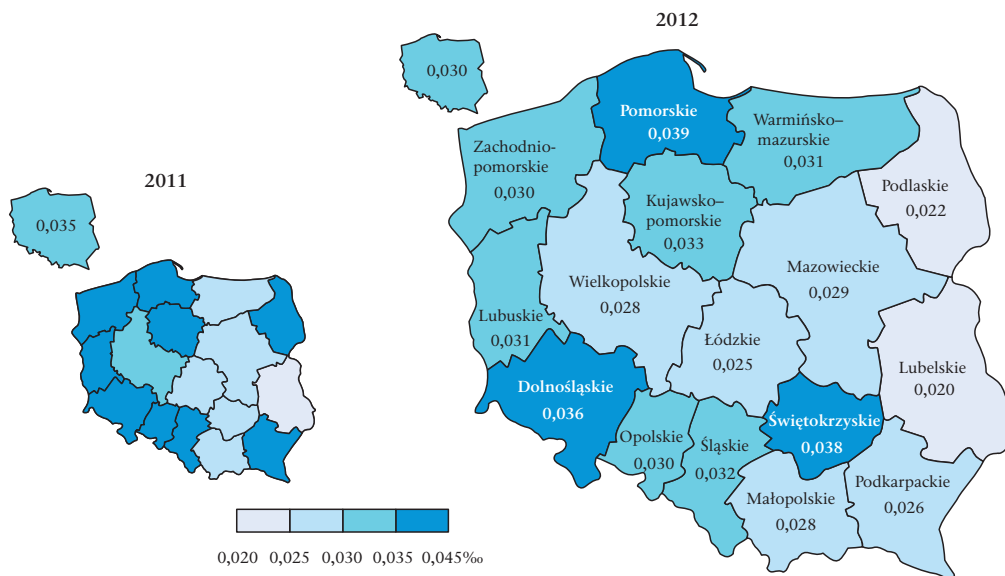 2011
0,035
0,020 0,025 0,030 0,035 0,045‰
2012
0,030
Pomorskie
0,039
Warmińsko–
mazurskie
0,031
Zachodnio-
pomorskie
0,030
Podlaskie
0,022
Kujawsko–
pomorskie
0,033
Mazowieckie
0,029
Wielkopolskie
0,028
Lubuskie
0,031
Łódzkie
0,025
Lubelskie
0,020
Dolnośląskie
0,036
Świętokrzyskie
0,038
Opolskie
0,030
Śląskie
0,032
Podkarpackie
0,026
Małopolskie
0,028